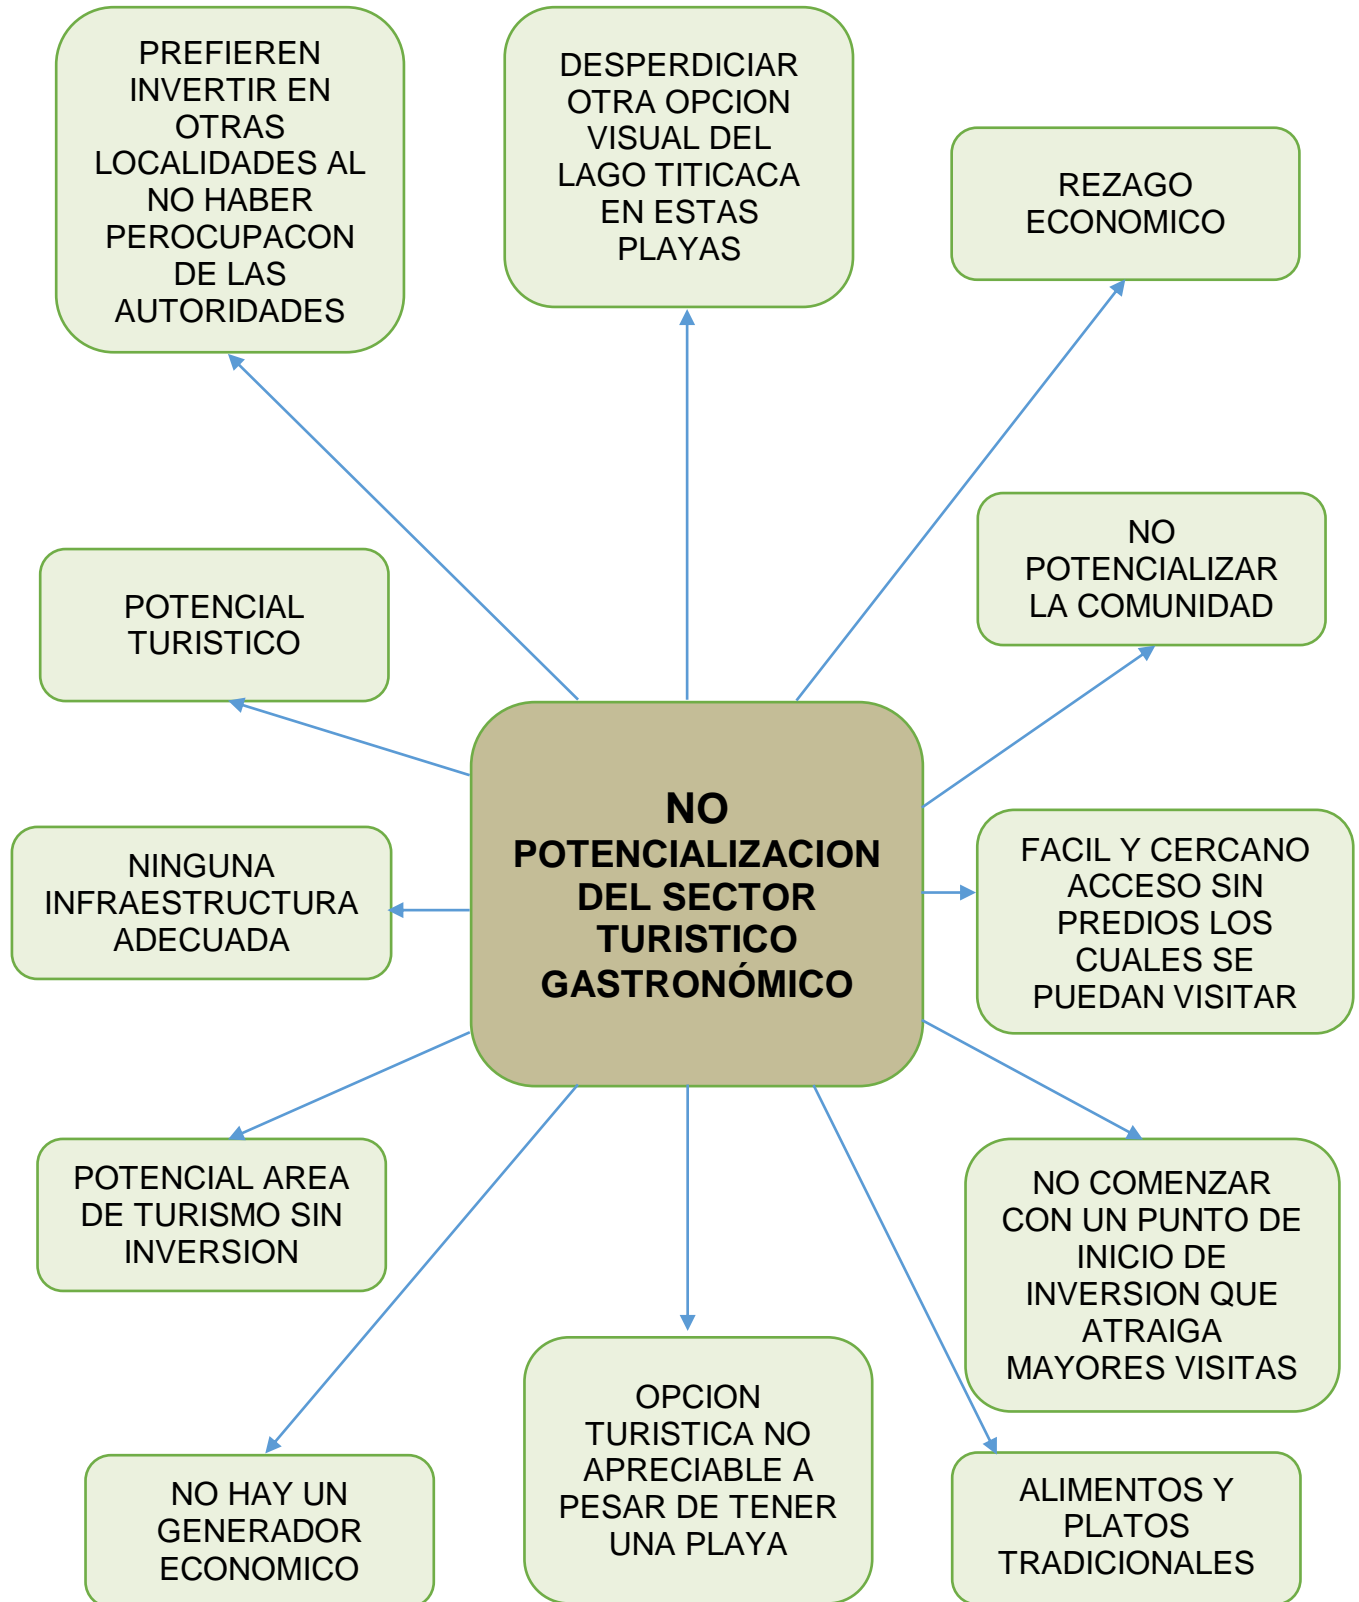 PREFIEREN
INVERTIR EN
OTRAS
LOCALIDADES AL
NO HABER
PEROCUPACON
DE LAS
AUTORIDADES
DESPERDICIAR
OTRA OPCION
VISUAL DEL
LAGO TITICACA
EN ESTAS
PLAYAS
REZAGO
ECONOMICO
POTENCIAL
TURISTICO
NO
POTENCIALIZAR
LA COMUNIDAD
NINGUNA
INFRAESTRUCTURA
ADECUADA
NO
POTENCIALIZACION
DEL SECTOR
TURISTICO
GASTRONÓMICO
FACIL Y CERCANO
ACCESO SIN
PREDIOS LOS
CUALES SE
PUEDAN VISITAR
POTENCIAL AREA
DE TURISMO SIN
INVERSION
NO COMENZAR
CON UN PUNTO DE
INICIO DE
INVERSION QUE
ATRAIGA
MAYORES VISITAS
NO HAY UN
GENERADOR
ECONOMICO
OPCION
TURISTICA NO
APRECIABLE A
PESAR DE TENER
UNA PLAYA
ALIMENTOS Y
PLATOS
TRADICIONALES